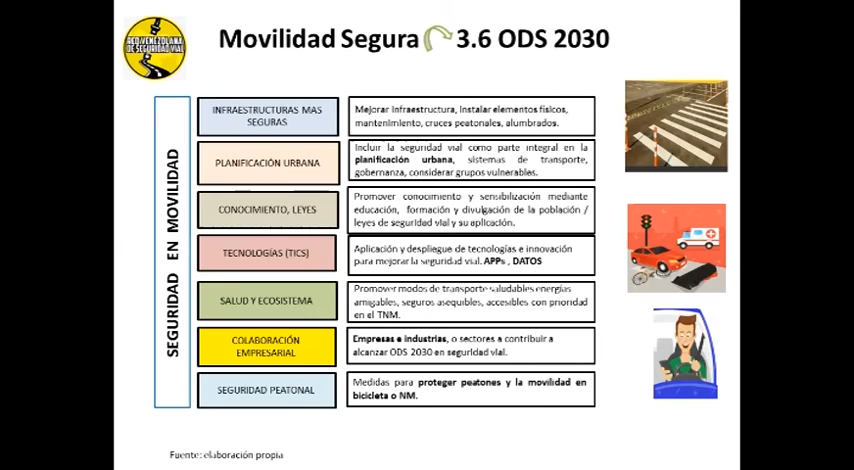 RED VENEZOLANA
DE SEGURIDAD VIAL
Movilidad Segura 3.6 ODS 2030
SEGURIDAD EN MOVILIDAD
INFRAESTRUCTURAS MAS
SEGURAS
Mejorar Infraestructura, Instalar elementos físicos,
mantenimiento, cruces peatonales, alumbrados.
PLANIFICACIÓN URBANA
Incluir la seguridad vial como parte integral en la
planificación urbana, sistemas de transporte,
gobernanza, considerar grupos vulnerables.
CONOCIMIENTO, LEYES
Promover conocimiento y sensibilización mediante
educación, formación y divulgación de la población /
leyes de seguridad vial y su aplicación.
TECNOLOGÍAS (TICS)
Aplicación y despliegue de tecnologías e innovación
para mejorar la seguridad vial. APPs , DATOS
SALUD Y ECOSISTEMA
Promover modos de transporte saludables energías
amigables, seguros asequibles, accesibles con prioridad
en el TNM.
COLABORACIÓN
EMPRESARIAL
Empresas e industrias, o sectores a contribuir a
alcanzar ODS 2030 en seguridad vial.
SEGURIDAD PEATONAL
Medidas para proteger peatones y la movilidad en
bicicleta o NM.
Fuente: elaboración propia